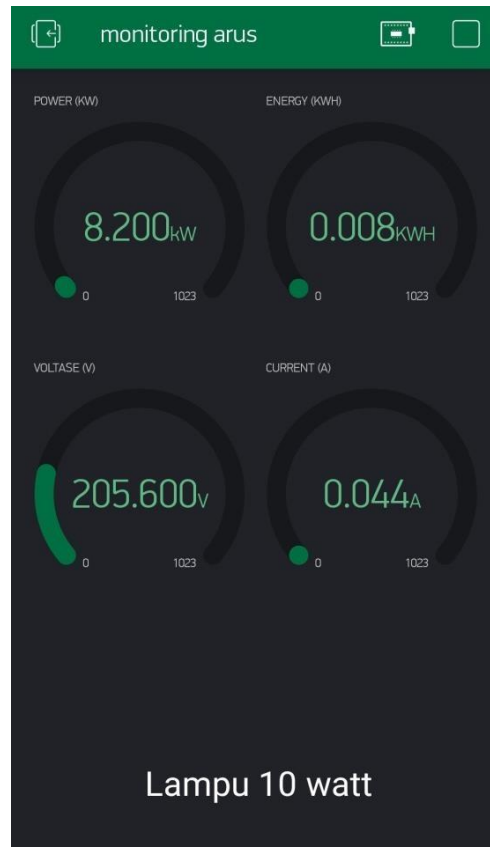 monitoring arus
POWER (KW)
ENERGY (KWH)
8.200kW
0.008KWH
0
1023
0
1023
VOLTASE (V)
CURRENT (A)
205.600V
0.044A
0
1023
0
1023
Lampu 10 watt